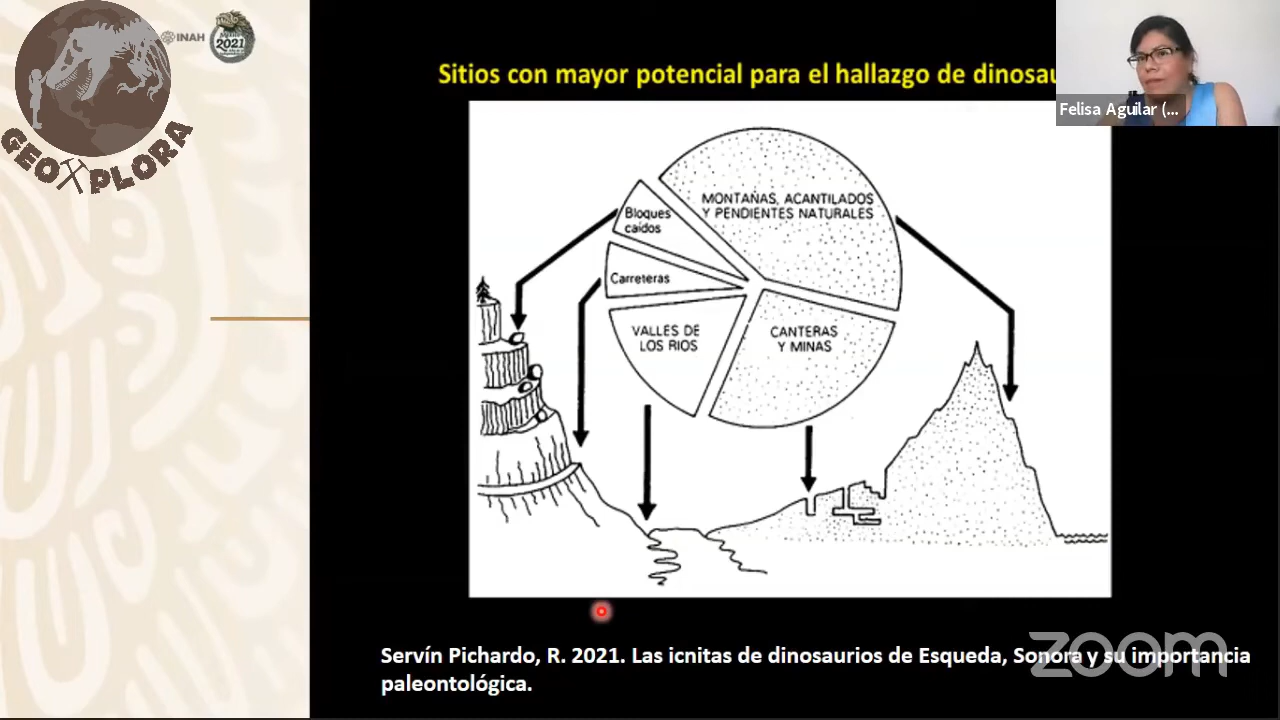 GEOXPLORA
INAH
2021
Sitios con mayor potencial para el hallazgo de
Felisa Aguilar (...
MONTAÑAS, ACANTILADOS
Y PENDIENTES NATURALES
Bloques
caídos
Carreteras
VALLES DE
LOS RIOS
CANTERAS
Y MINAS
zoom
Servín Pichardo, R. 2021. Las icnitas de dinosaurios de Esqueda, Sonora y su importancia
paleontológica.